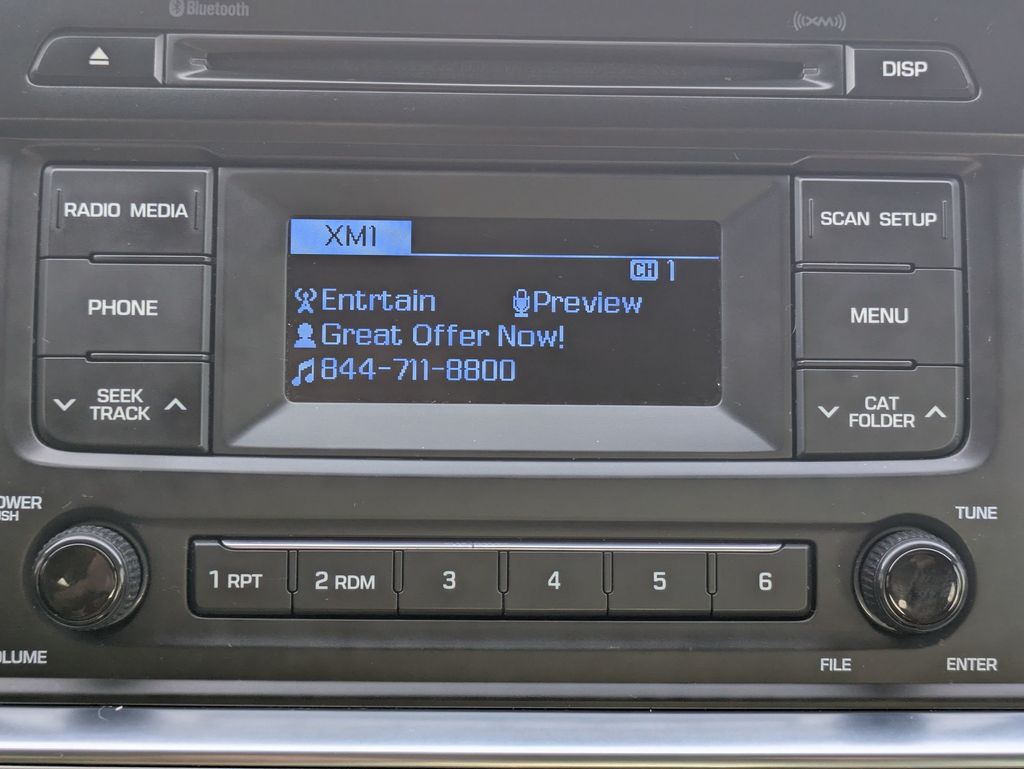 Bluetooth
((XM))
DISP
RADIO MEDIA
SCAN SETUP
XM1
CH 1
PHONE
Entrtain Preview
MENU
Great Offer Now!
844-711-8800
SEEK
TRACK
CAT
FOLDER
OWER
SH
TUNE
1 RPT 2 RDM 3 4 5 6
OLUME
FILE
ENTER